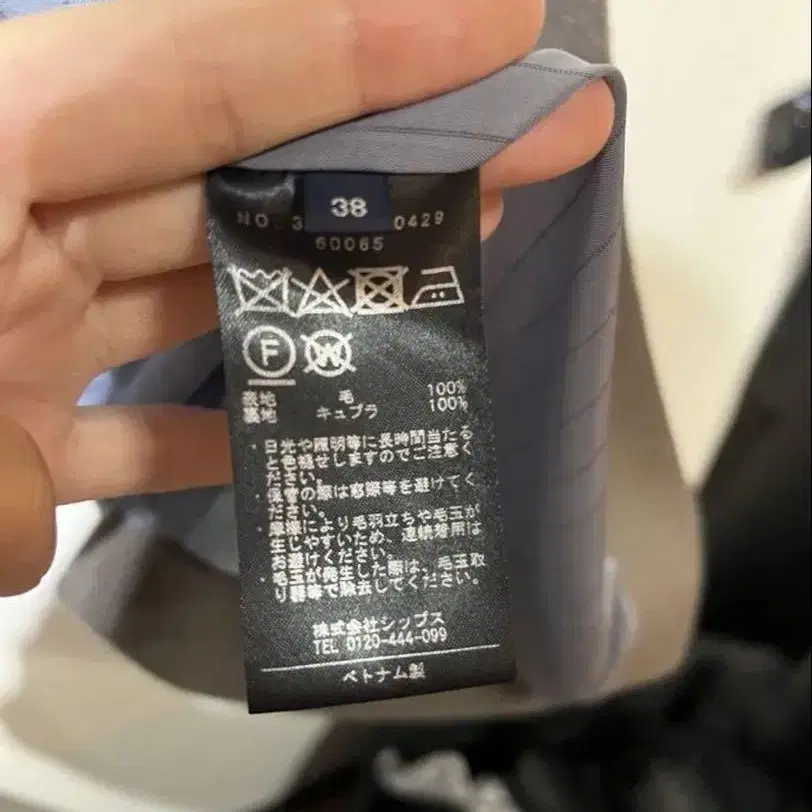 38
NO. 3 0429
60065
F
W
表地 毛 100%
裏地 キュプラ 100%
・日光や照明等に長時間当たる
と色褪せしますのでご注意く
ださい。
・保管の際は窓際等を避けてく
ださい。
・摩擦により毛羽立ちや毛玉が
生じやすいため、連続着用は
お避けください。
・毛玉が発生した際は、毛玉取
り器等で除去してください。
株式会社シップス
TEL 0120-444-099
ベトナム製